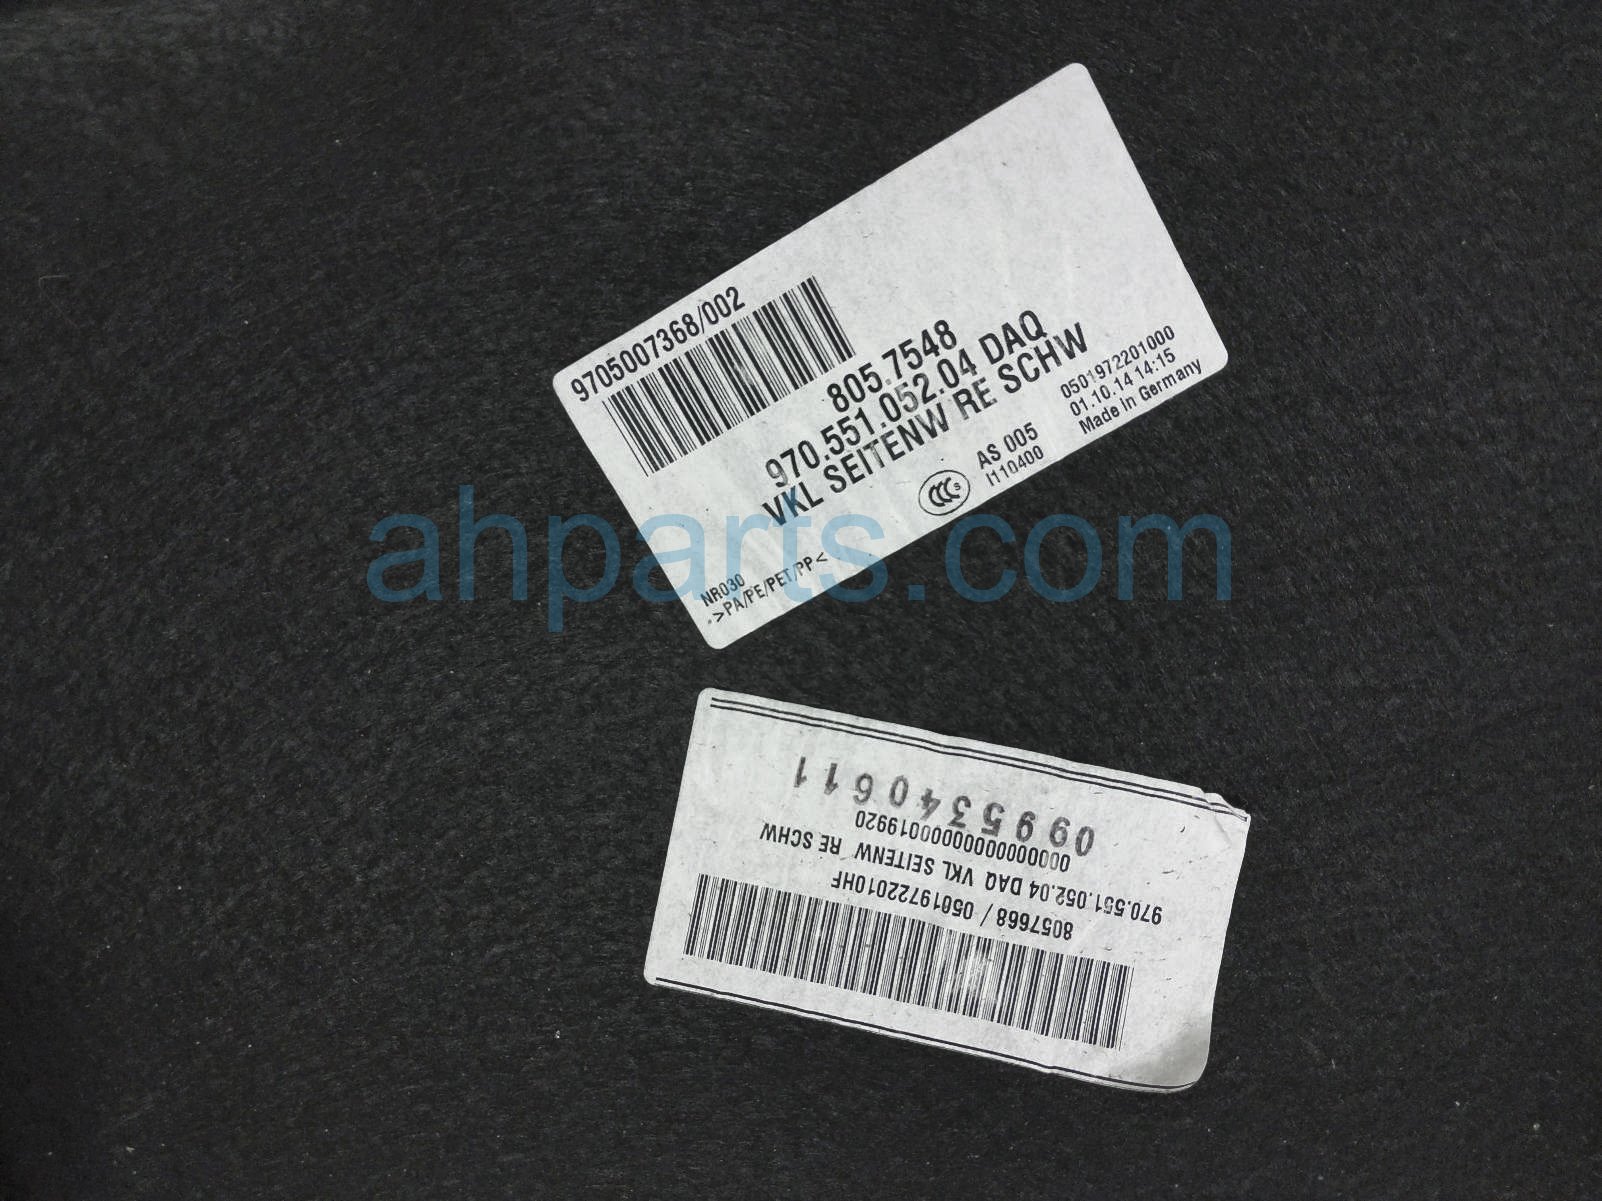 9705007368/002
805.7548
970.551.052.04 DAQ
VKL SEITENW RE SCHW
AS 005
I110400
0501972201000
01.10.14 14:15
Made in Germany
NR030
.>PA/PE/PET/PP<
ahparts.com
8057668 / 05019722010HF
970.551.052.04 DAQ VKL SEITENW RE SCHW
0995340611